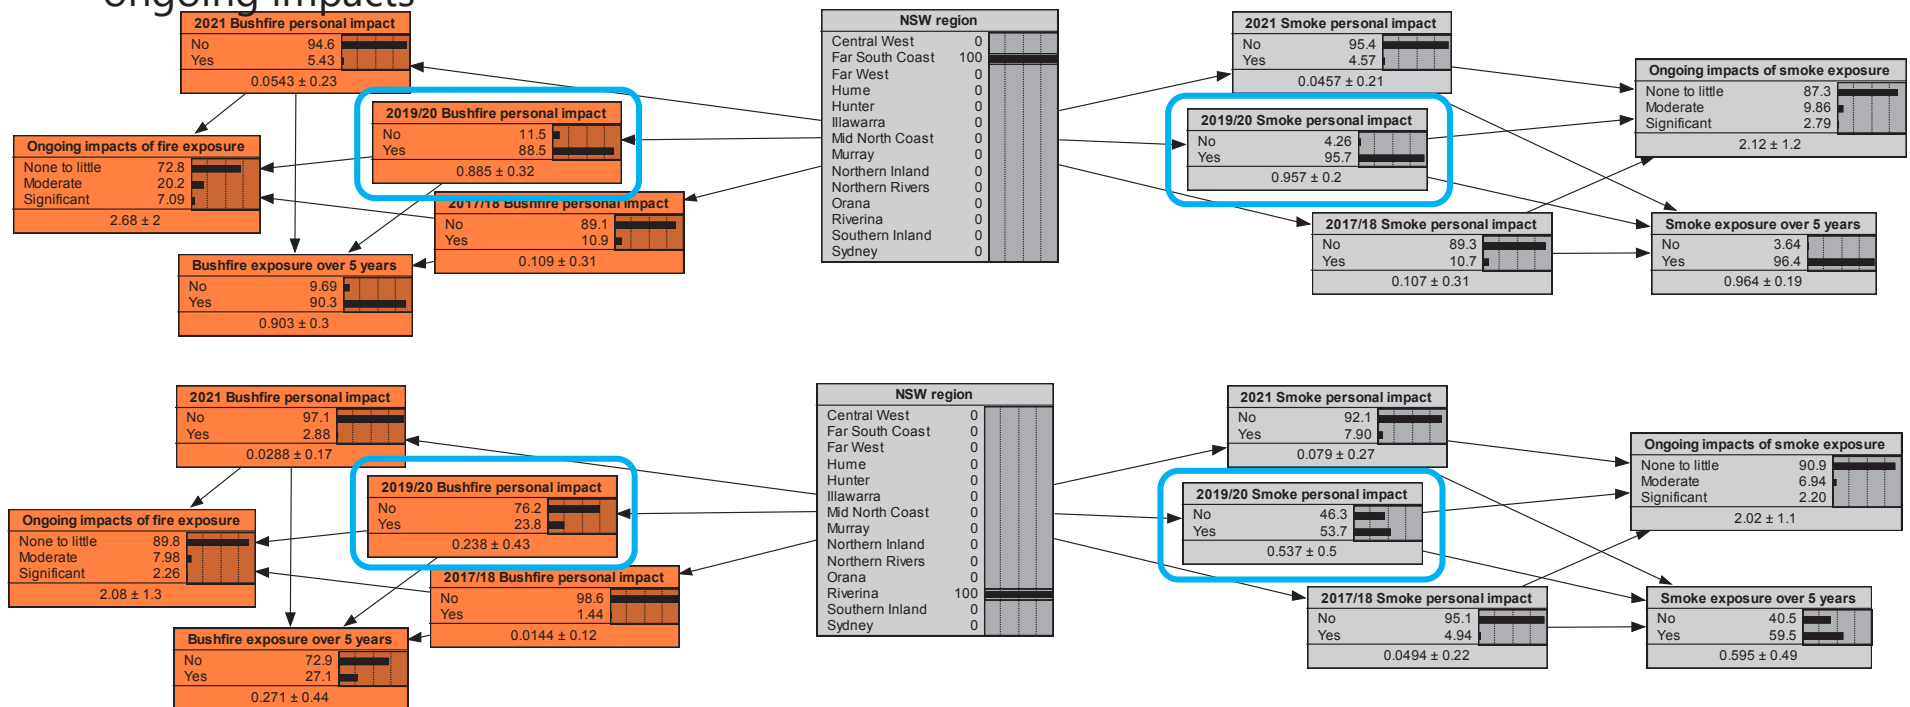 ongoing impacts
2021 Bushfire personal impact
No 94.6
Yes 5.43
0.0543 ± 0.23
2019/20 Bushfire personal impact
No 11.5
Yes 88.5
0.885 ± 0.32
Ongoing impacts of fire exposure
None to little 72.8
Moderate 20.2
Significant 7.09
2.68 ± 2
2017/18 Bushfire personal impact
No 89.1
Yes 10.9
0.109 ± 0.31
Bushfire exposure over 5 years
No 9.69
Yes 90.3
0.903 ± 0.3
NSW region
Central West 0
Far South Coast 100
Far West 0
Hume 0
Hunter 0
Illawarra 0
Mid North Coast 0
Murray 0
Northern Inland 0
Northern Rivers 0
Orana 0
Riverina 0
Southern Inland 0
Sydney 0
2021 Smoke personal impact
No 95.4
Yes 4.57
0.0457 ± 0.21
2019/20 Smoke personal impact
No 4.26
Yes 95.7
0.957 ± 0.2
Ongoing impacts of smoke exposure
None to little 87.3
Moderate 9.86
Significant 2.79
2.12 ± 1.2
2017/18 Smoke personal impact
No 89.3
Yes 10.7
0.107 ± 0.31
Smoke exposure over 5 years
No 3.64
Yes 96.4
0.964 ± 0.19
2021 Bushfire personal impact
No 97.1
Yes 2.88
0.0288 ± 0.17
2019/20 Bushfire personal impact
No 76.2
Yes 23.8
0.238 ± 0.43
Ongoing impacts of fire exposure
None to little 89.8
Moderate 7.98
Significant 2.26
2.08 ± 1.3
2017/18 Bushfire personal impact
No 98.6
Yes 1.44
0.0144 ± 0.12
Bushfire exposure over 5 years
No 72.9
Yes 27.1
0.271 ± 0.44
NSW region
Central West 0
Far South Coast 0
Far West 0
Hume 0
Hunter 0
Illawarra 0
Mid North Coast 0
Murray 0
Northern Inland 0
Northern Rivers 0
Orana 0
Riverina 100
Southern Inland 0
Sydney 0
2021 Smoke personal impact
No 92.1
Yes 7.90
0.079 ± 0.27
2019/20 Smoke personal impact
No 46.3
Yes 53.7
0.537 ± 0.5
Ongoing impacts of smoke exposure
None to little 90.9
Moderate 6.94
Significant 2.20
2.02 ± 1.1
2017/18 Smoke personal impact
No 95.1
Yes 4.94
0.0494 ± 0.22
Smoke exposure over 5 years
No 40.5
Yes 59.5
0.595 ± 0.49